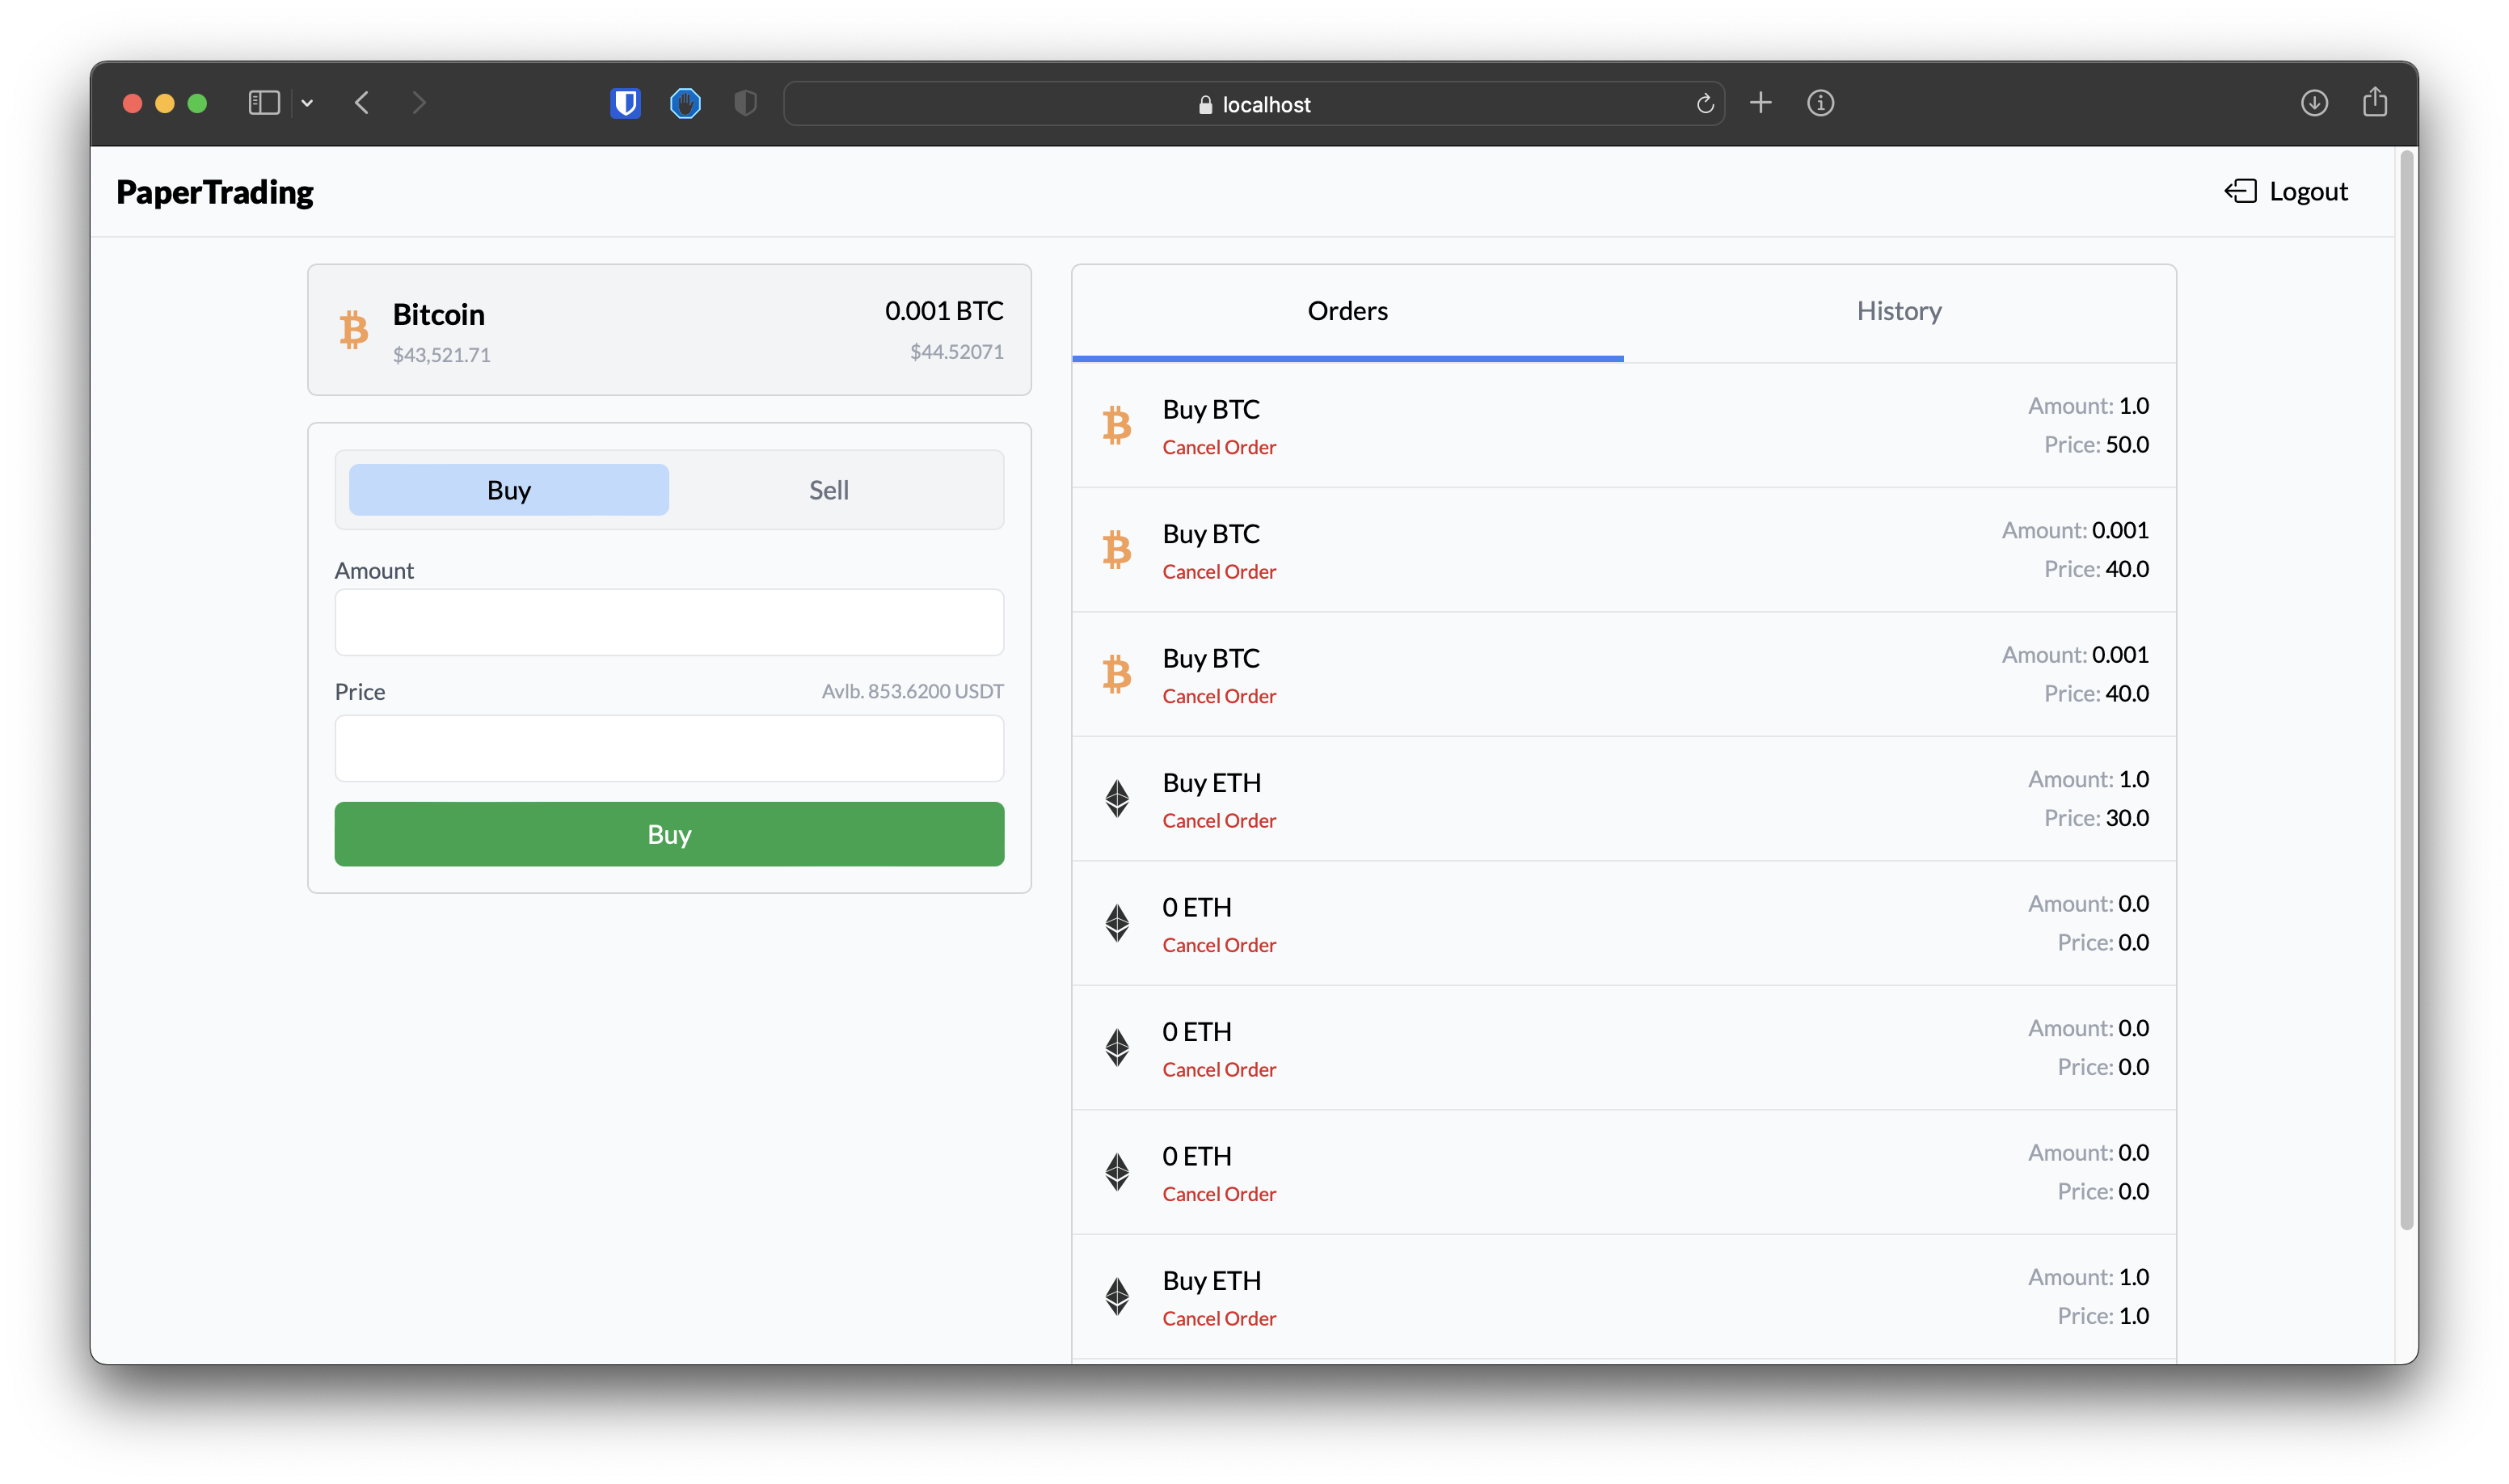 localhost
PaperTrading
Logout
Bitcoin
$43,521.71
0.001 BTC
$44.52071
Buy
Sell
Amount
Price
Avlb. 853.6200 USDT
Buy
Orders
History
Buy BTC
Cancel Order
Amount: 1.0
Price: 50.0
Buy BTC
Cancel Order
Amount: 0.001
Price: 40.0
Buy BTC
Cancel Order
Amount: 0.001
Price: 40.0
Buy ETH
Cancel Order
Amount: 1.0
Price: 30.0
0 ETH
Cancel Order
Amount: 0.0
Price: 0.0
0 ETH
Cancel Order
Amount: 0.0
Price: 0.0
0 ETH
Cancel Order
Amount: 0.0
Price: 0.0
Buy ETH
Cancel Order
Amount: 1.0
Price: 1.0